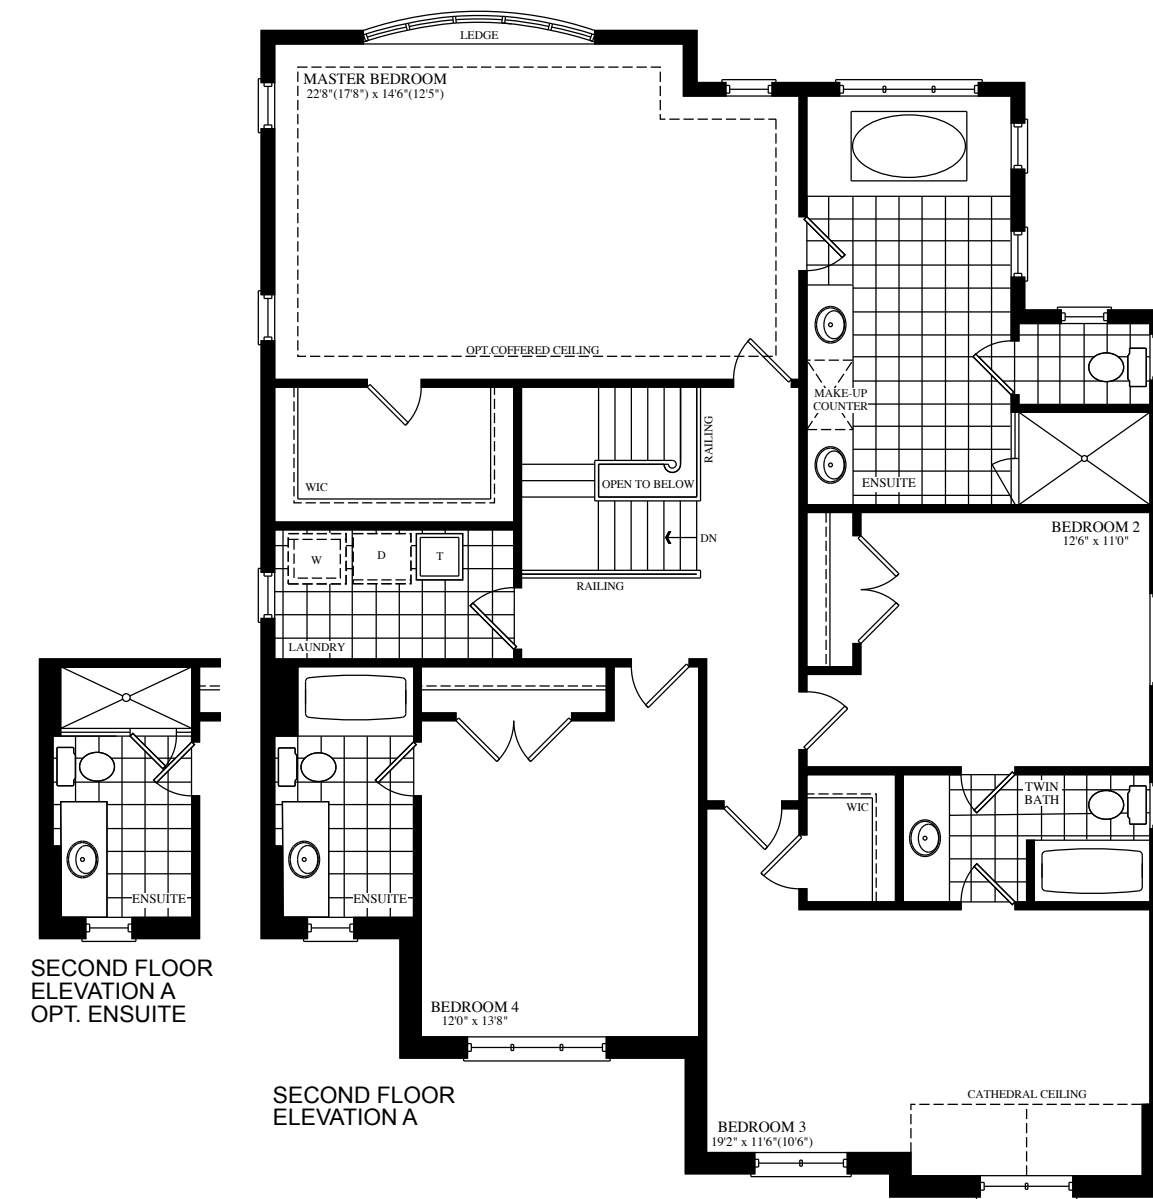 LEDGE
MASTER BEDROOM
22'8"(17'8") x 14'6"(12'5")
OPT.COFFERED CEILING
MAKE-UP
COUNTER
ENSUITE
WIC
RAILING
OPEN TO BELOW
DN
RAILING
W
D
T
LAUNDRY
BEDROOM 2
12'6" x 11'0"
TWIN
BATH
WIC
ENSUITE
ENSUITE
SECOND FLOOR
ELEVATION A
OPT. ENSUITE
BEDROOM 4
12'0" x 13'8"
SECOND FLOOR
ELEVATION A
CATHEDRAL CEILING
BEDROOM 3
19'2" x 11'6"(10'6")